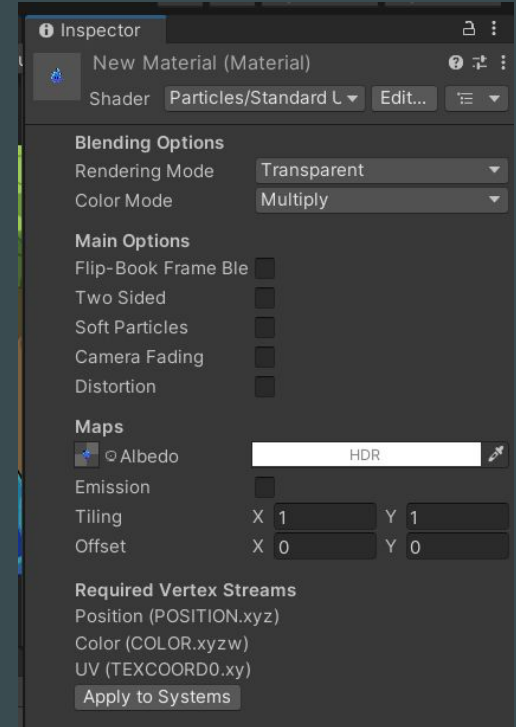 Inspector
New Material (Material)
Shader Particles/Standard U Edit...
Blending Options
Rendering Mode Transparent
Color Mode Multiply
Main Options
Flip-Book Frame Ble
Two Sided
Soft Particles
Camera Fading
Distortion
Maps
Albedo HDR
Emission
Tiling X 1 Y 1
Offset X 0 Y 0
Required Vertex Streams
Position (POSITION.xyz)
Color (COLOR.xyzw)
UV (TEXCOORD0.xy)
Apply to Systems